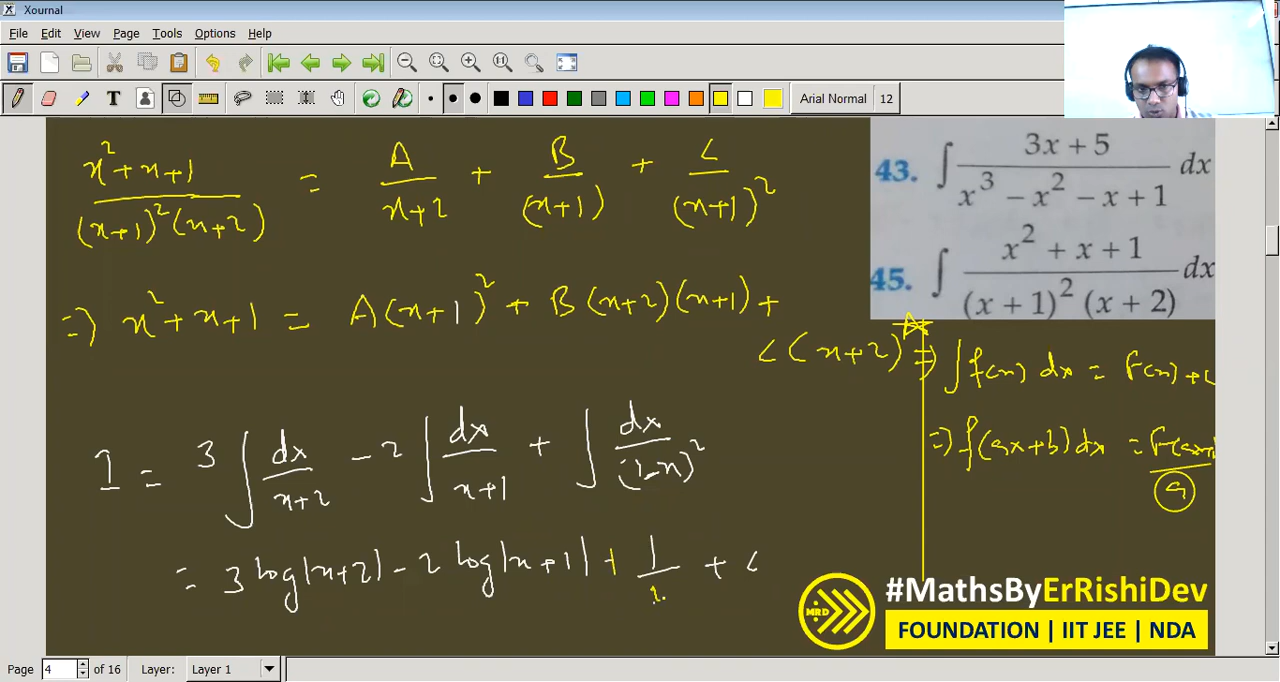 Xournal
File Edit View Page Tools Options Help
Arial Normal 12
x²+x+1 / (x+1)²(x+2) = A/(x+2) + B/(x+1) + C/(x+1)²
=> x²+x+1 = A(x+1)² + B(x+2)(x+1) +
C(x+2)
I = 3∫dx/(x+2) - 2∫dx/(x+1) + ∫dx/(1-x)²
= 3 log|x+2| - 2 log|x+1| + 1/ + C
43. ∫ (3x + 5)/(x³ − x² − x + 1) dx
45. ∫ (x² + x + 1)/((x + 1)² (x + 2)) dx
=> ∫f(x) dx = F(x) + C
=> f(ax+b) dx = F(ax+ / a
MRD
#MathsByErRishiDev
FOUNDATION | IIT JEE | NDA
Page 4 of 16 Layer: Layer 1